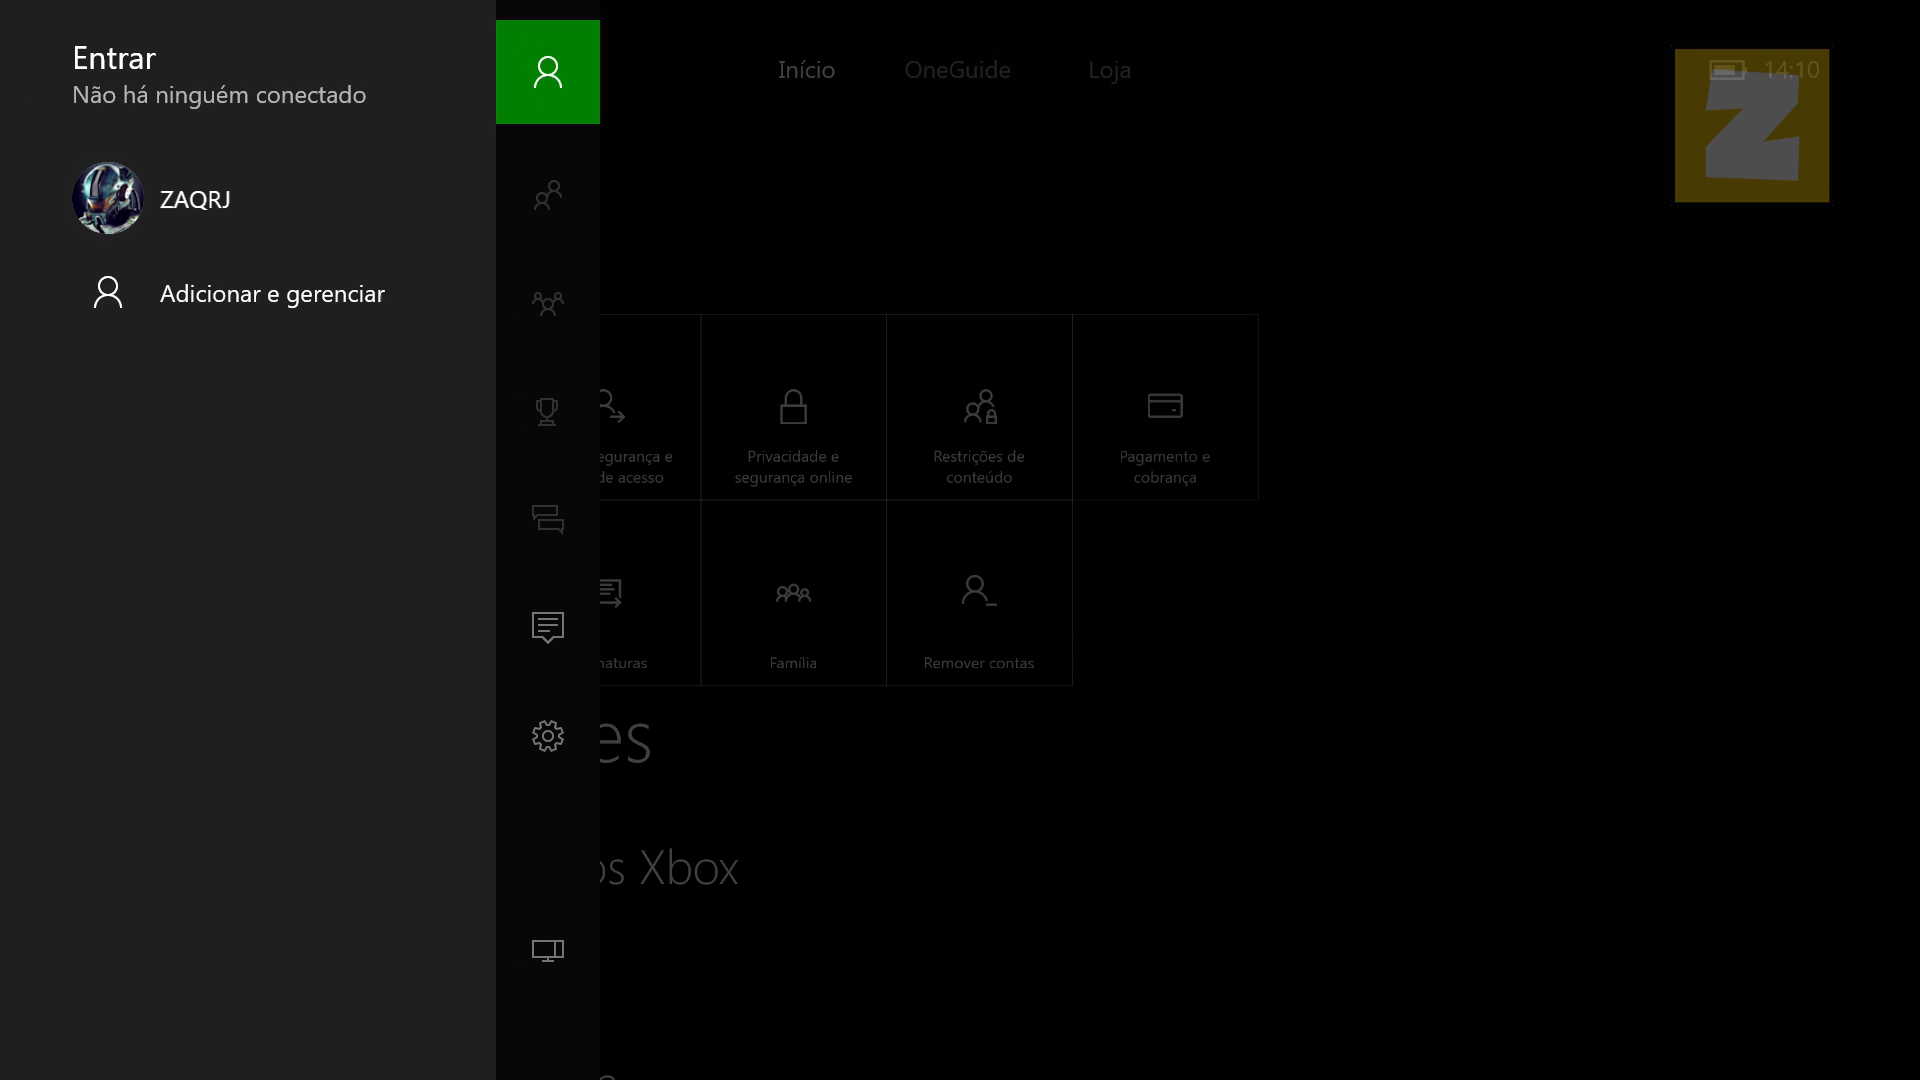 Entrar
Não há ninguém conectado
ZAQRJ
Adicionar e gerenciar
Início
OneGuide
Loja
14:10
Z
egurança e
de acesso
Privacidade e
segurança online
Restrições de
conteúdo
Pagamento e
cobrança
naturas
Família
Remover contas
es
os Xbox